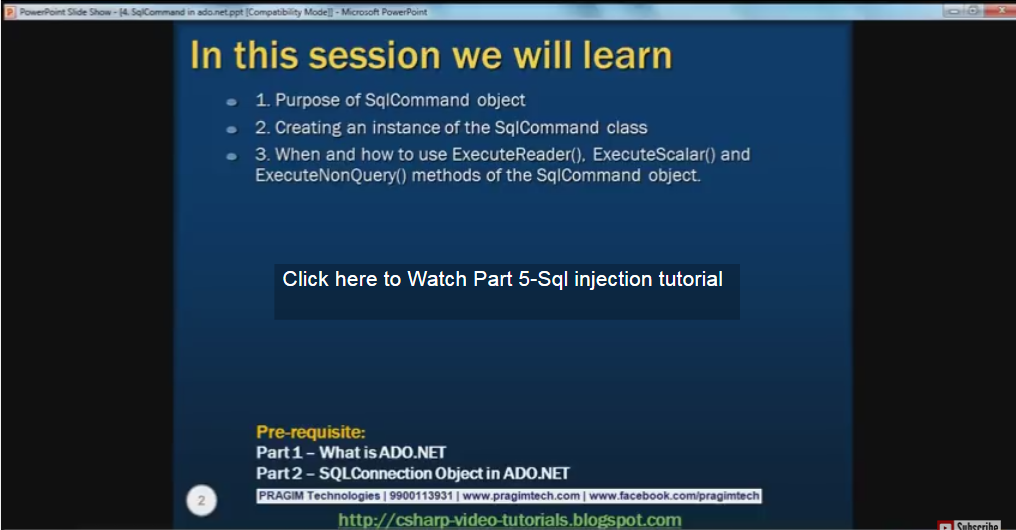 PowerPoint Slide Show - [4. SqlCommand in ado.net.ppt [Compatibility Mode]] - Microsoft PowerPoint
In this session we will learn
1. Purpose of SqlCommand object
2. Creating an instance of the SqlCommand class
3. When and how to use ExecuteReader(), ExecuteScalar() and
ExecuteNonQuery() methods of the SqlCommand object.
Click here to Watch Part 5-Sql injection tutorial
Pre-requisite:
Part 1 – What is ADO.NET
Part 2 – SQLConnection Object in ADO.NET
2
PRAGIM Technologies | 9900113931 | www.pragimtech.com | www.facebook.com/pragimtech
http://csharp-video-tutorials.blogspot.com
Subscribe